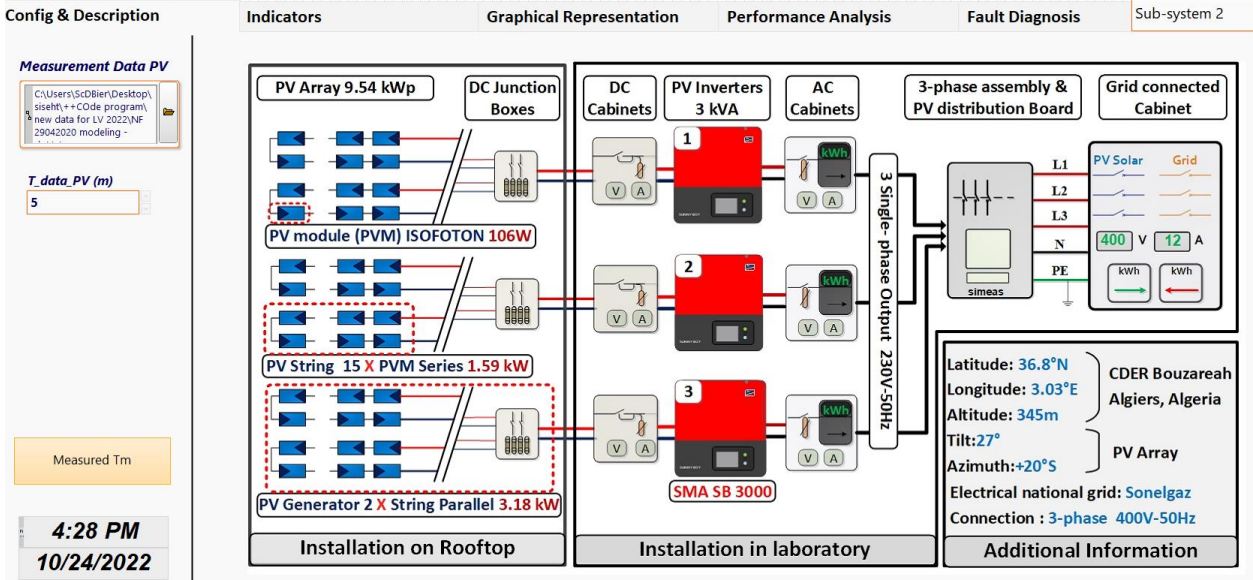 Config & Description
Indicators
Graphical Representation
Performance Analysis
Fault Diagnosis
Sub-system 2
Measurement Data PV
C:\Users\ScDBier\Desktop\
siseht\++COde program\
new data for LV 2022\NF
29042020 modeling -
T_data_PV (m)
5
Measured Tm
4:28 PM
10/24/2022
PV Array 9.54 kWp
DC Junction
Boxes
PV module (PVM) ISOFOTON 106W
PV String 15 X PVM Series 1.59 kW
PV Generator 2 X String Parallel 3.18 kW
Installation on Rooftop
DC
Cabinets
PV Inverters
3 kVA
AC
Cabinets
3-phase assembly &
PV distribution Board
Grid connected
Cabinet
V A
1
SUNNY BOY
kWh
V A
V A
2
SUNNY BOY
kWh
V A
V A
3
SUNNY BOY
kWh
V A
SMA SB 3000
3 Single- phase Output 230V-50Hz
simeas
L1
L2
L3
N
PE
PV Solar
Grid
400 V 12 A
kWh
kWh
Installation in laboratory
Latitude: 36.8°N
Longitude: 3.03°E
Altitude: 345m
CDER Bouzareah
Algiers, Algeria
Tilt:27°
Azimuth:+20°S
PV Array
Electrical national grid: Sonelgaz
Connection : 3-phase 400V-50Hz
Additional Information